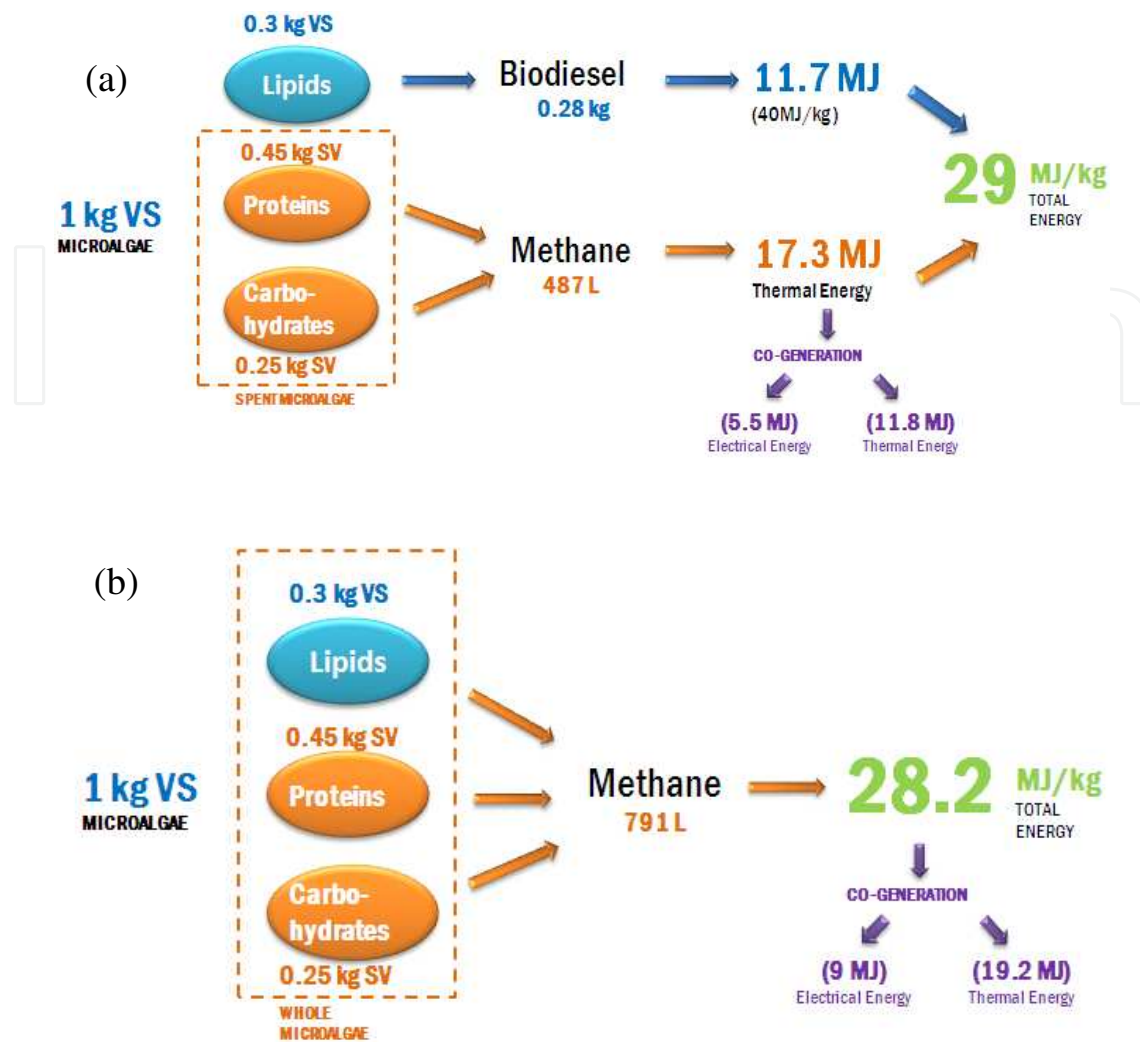 (a)
0.3 kg VS
Lipids
Biodiesel
0.28 kg
11.7 MJ
(40MJ/kg)
0.45 kg SV
Proteins
1 kg VS
MICROALGAE
Methane
487 L
17.3 MJ
Thermal Energy
29 MJ/kg
TOTAL
ENERGY
Carbo-
hydrates
0.25 kg SV
SPENT MICROALGAE
CO-GENERATION
(5.5 MJ)
Electrical Energy
(11.8 MJ)
Thermal Energy
(b)
0.3 kg VS
Lipids
0.45 kg SV
Proteins
1 kg VS
MICROALGAE
Carbo-
hydrates
0.25 kg SV
WHOLE
MICROALGAE
Methane
791 L
28.2 MJ/kg
TOTAL
ENERGY
CO-GENERATION
(9 MJ)
Electrical Energy
(19.2 MJ)
Thermal Energy